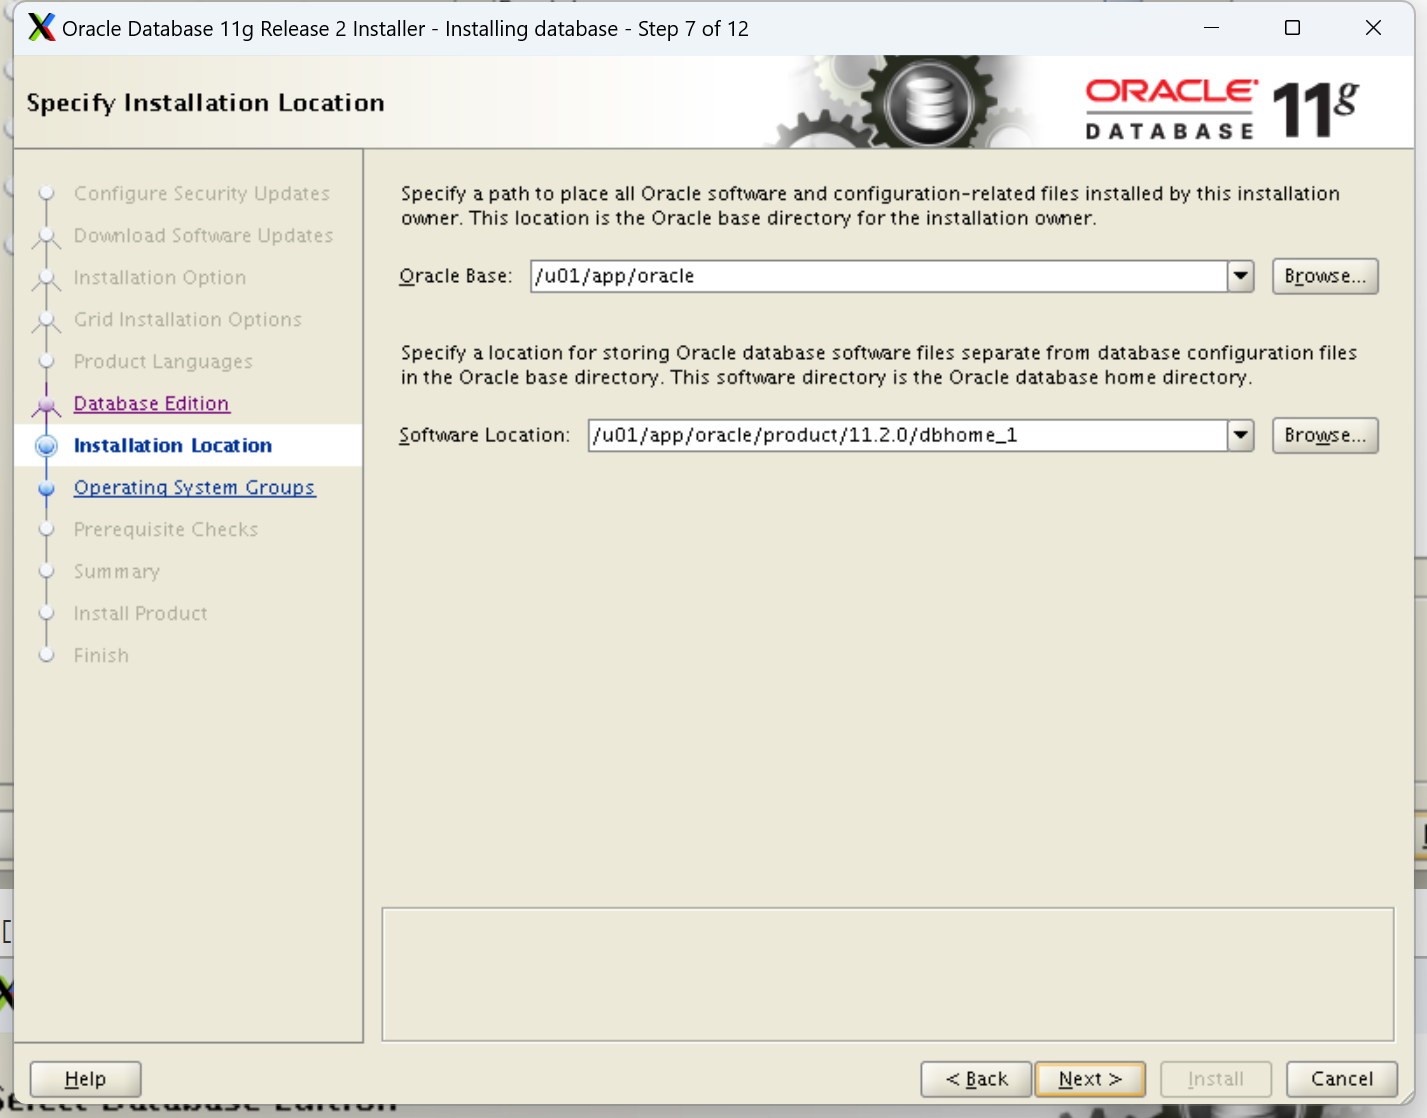 Oracle Database 11g Release 2 Installer - Installing database - Step 7 of 12
Specify Installation Location
ORACLE
DATABASE
11g
Configure Security Updates
Download Software Updates
Installation Option
Grid Installation Options
Product Languages
Database Edition
Installation Location
Operating System Groups
Prerequisite Checks
Summary
Install Product
Finish
Specify a path to place all Oracle software and configuration-related files installed by this installation
owner. This location is the Oracle base directory for the installation owner.
Oracle Base: /u01/app/oracle Browse...
Specify a location for storing Oracle database software files separate from database configuration files
in the Oracle base directory. This software directory is the Oracle database home directory.
Software Location: /u01/app/oracle/product/11.2.0/dbhome_1 Browse...
Help < Back Next > Install Cancel
Select Database Edition